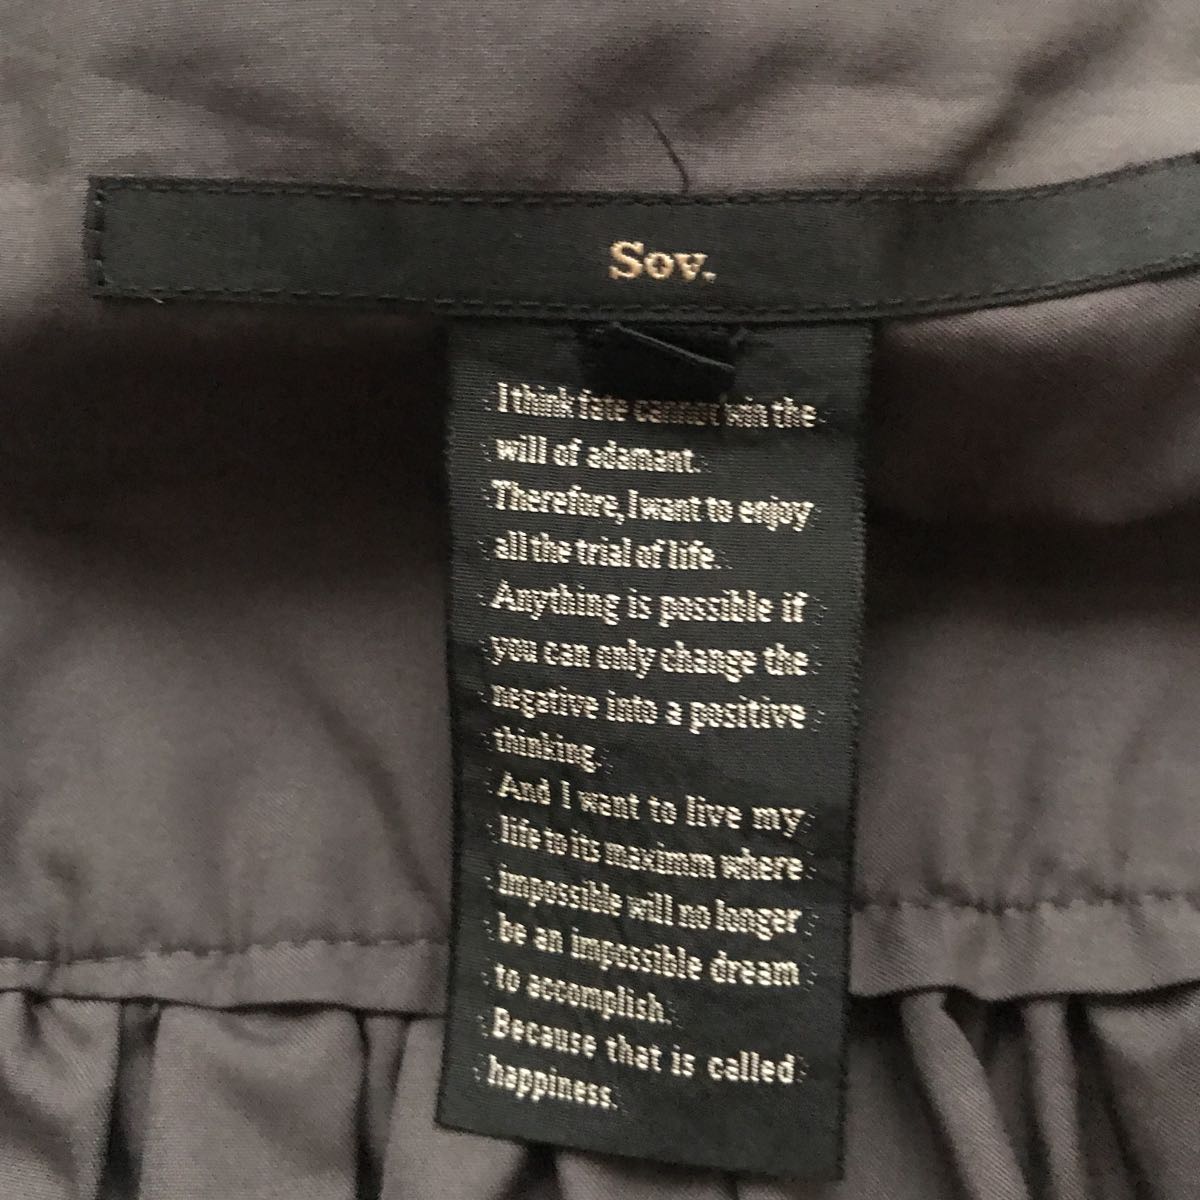 Sov.
I think fate cannot win the
will of adamant.
Therefore, I want to enjoy
all the trial of life.
Anything is possible if
you can only change the
negative into a positive
thinking.
And I want to live my
life to its maximm where
impossible will no longer
be an impossible dream
to accomplish.
Because that is called
happiness.